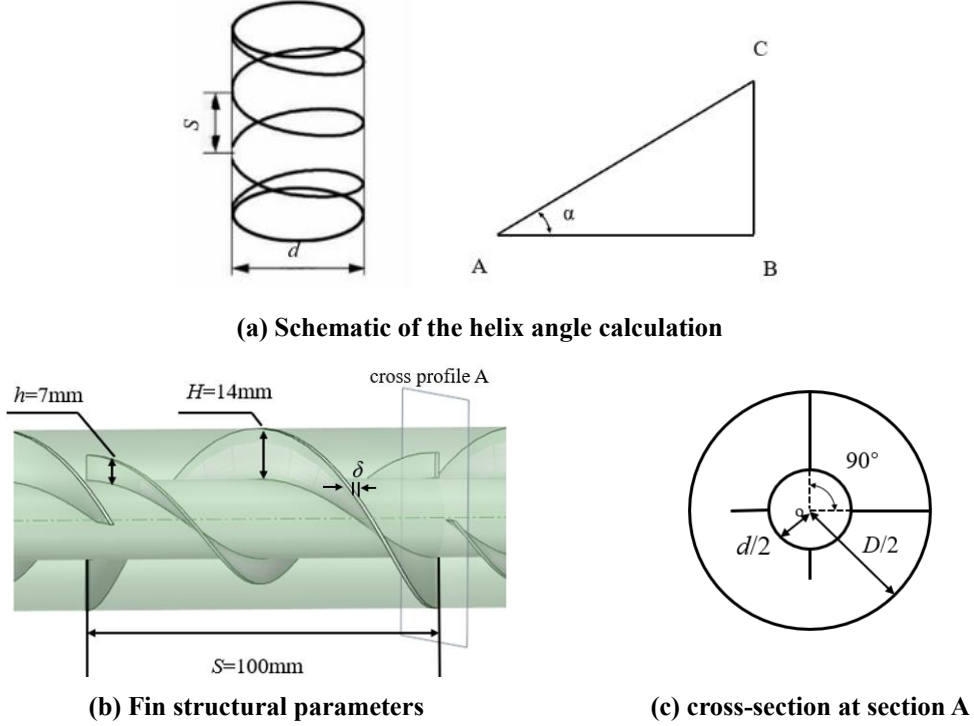 C
S
α
d
A
B
(a) Schematic of the helix angle calculation
cross profile A
h=7mm
H=14mm
δ
90°
o
d/2
D/2
S=100mm
(b) Fin structural parameters
(c) cross-section at section A